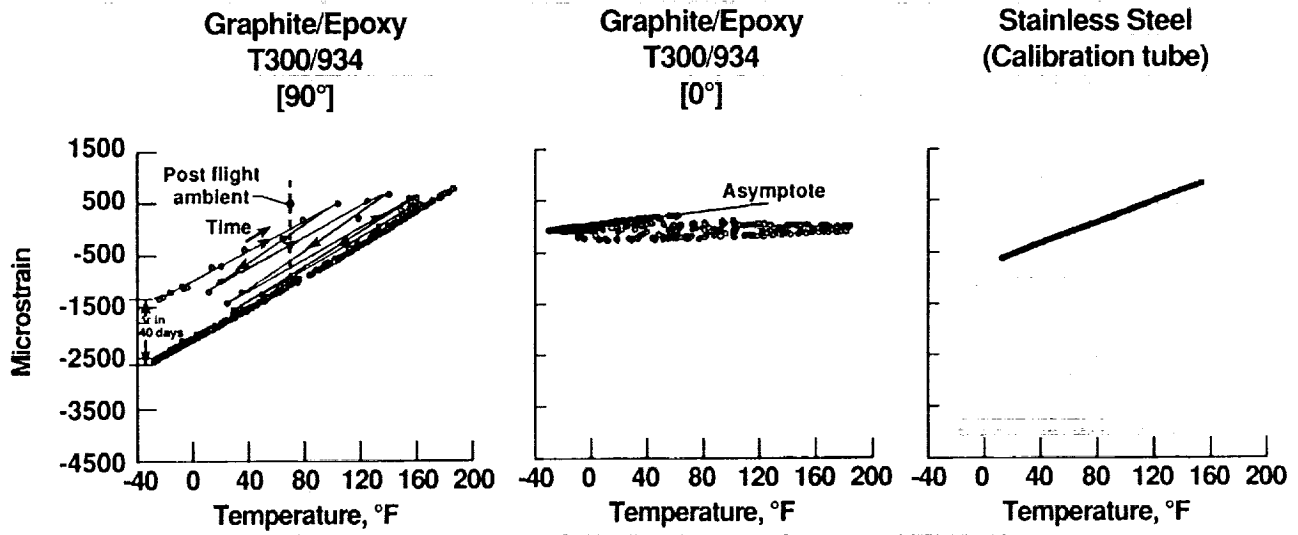 Graphite/Epoxy
T300/934
[90°]
Graphite/Epoxy
T300/934
[0°]
Stainless Steel
(Calibration tube)
Microstrain
1500
500
-500
-1500
-2500
-3500
-4500
Post flight
ambient
Time
in
40 days
-40 0 40 80 120 160 200
Temperature, °F
Asymptote
-40 0 40 80 120 160 200
Temperature, °F
-40 0 40 80 120 160 200
Temperature, °F